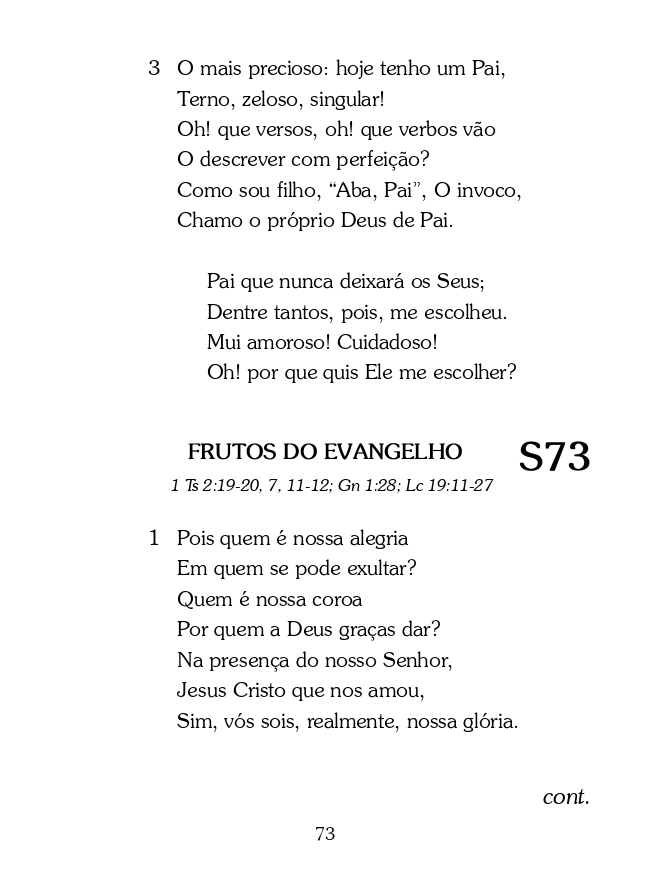 3 O mais precioso: hoje tenho um Pai,
Terno, zeloso, singular!
Oh! que versos, oh! que verbos vão
O descrever com perfeição?
Como sou filho, “Aba, Pai”, O invoco,
Chamo o próprio Deus de Pai.
Pai que nunca deixará os Seus;
Dentre tantos, pois, me escolheu.
Mui amoroso! Cuidadoso!
Oh! por que quis Ele me escolher?
FRUTOS DO EVANGELHO S73
1 Ts 2:19-20, 7, 11-12; Gn 1:28; Lc 19:11-27
1 Pois quem é nossa alegria
Em quem se pode exultar?
Quem é nossa coroa
Por quem a Deus graças dar?
Na presença do nosso Senhor,
Jesus Cristo que nos amou,
Sim, vós sois, realmente, nossa glória.
cont.
73